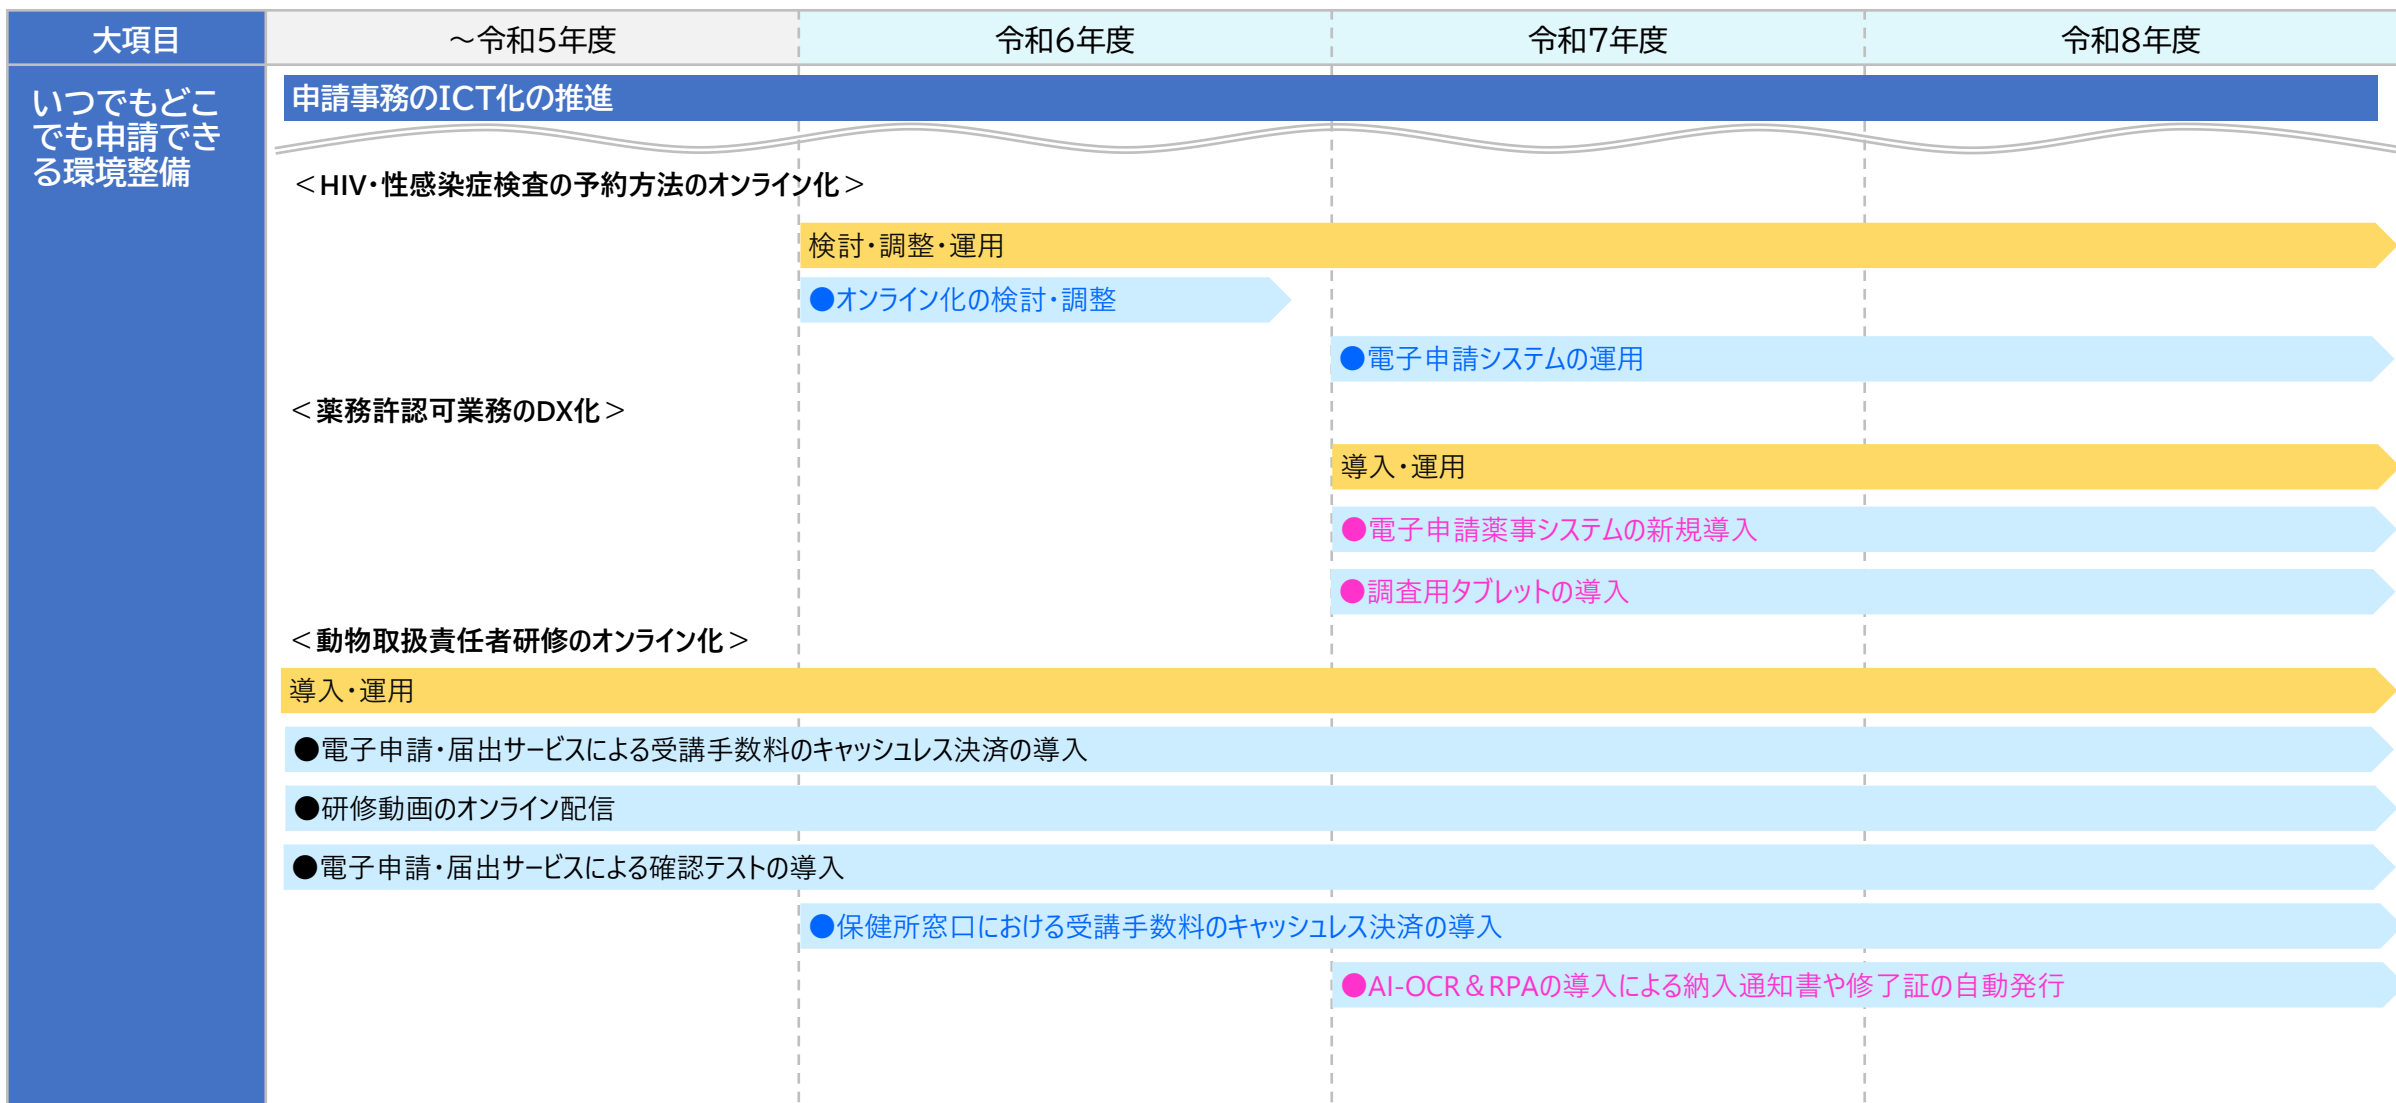 大項目
～令和5年度
令和6年度
令和7年度
令和8年度
いつでもどこ
でも申請でき
る環境整備
申請事務のICT化の推進
＜HIV・性感染症検査の予約方法のオンライン化＞
検討・調整・運用
●オンライン化の検討・調整
●電子申請システムの運用
＜薬務許認可業務のDX化＞
導入・運用
●電子申請薬事システムの新規導入
●調査用タブレットの導入
＜動物取扱責任者研修のオンライン化＞
導入・運用
●電子申請・届出サービスによる受講手数料のキャッシュレス決済の導入
●研修動画のオンライン配信
●電子申請・届出サービスによる確認テストの導入
●保健所窓口における受講手数料のキャッシュレス決済の導入
●AI-OCR＆RPAの導入による納入通知書や修了証の自動発行